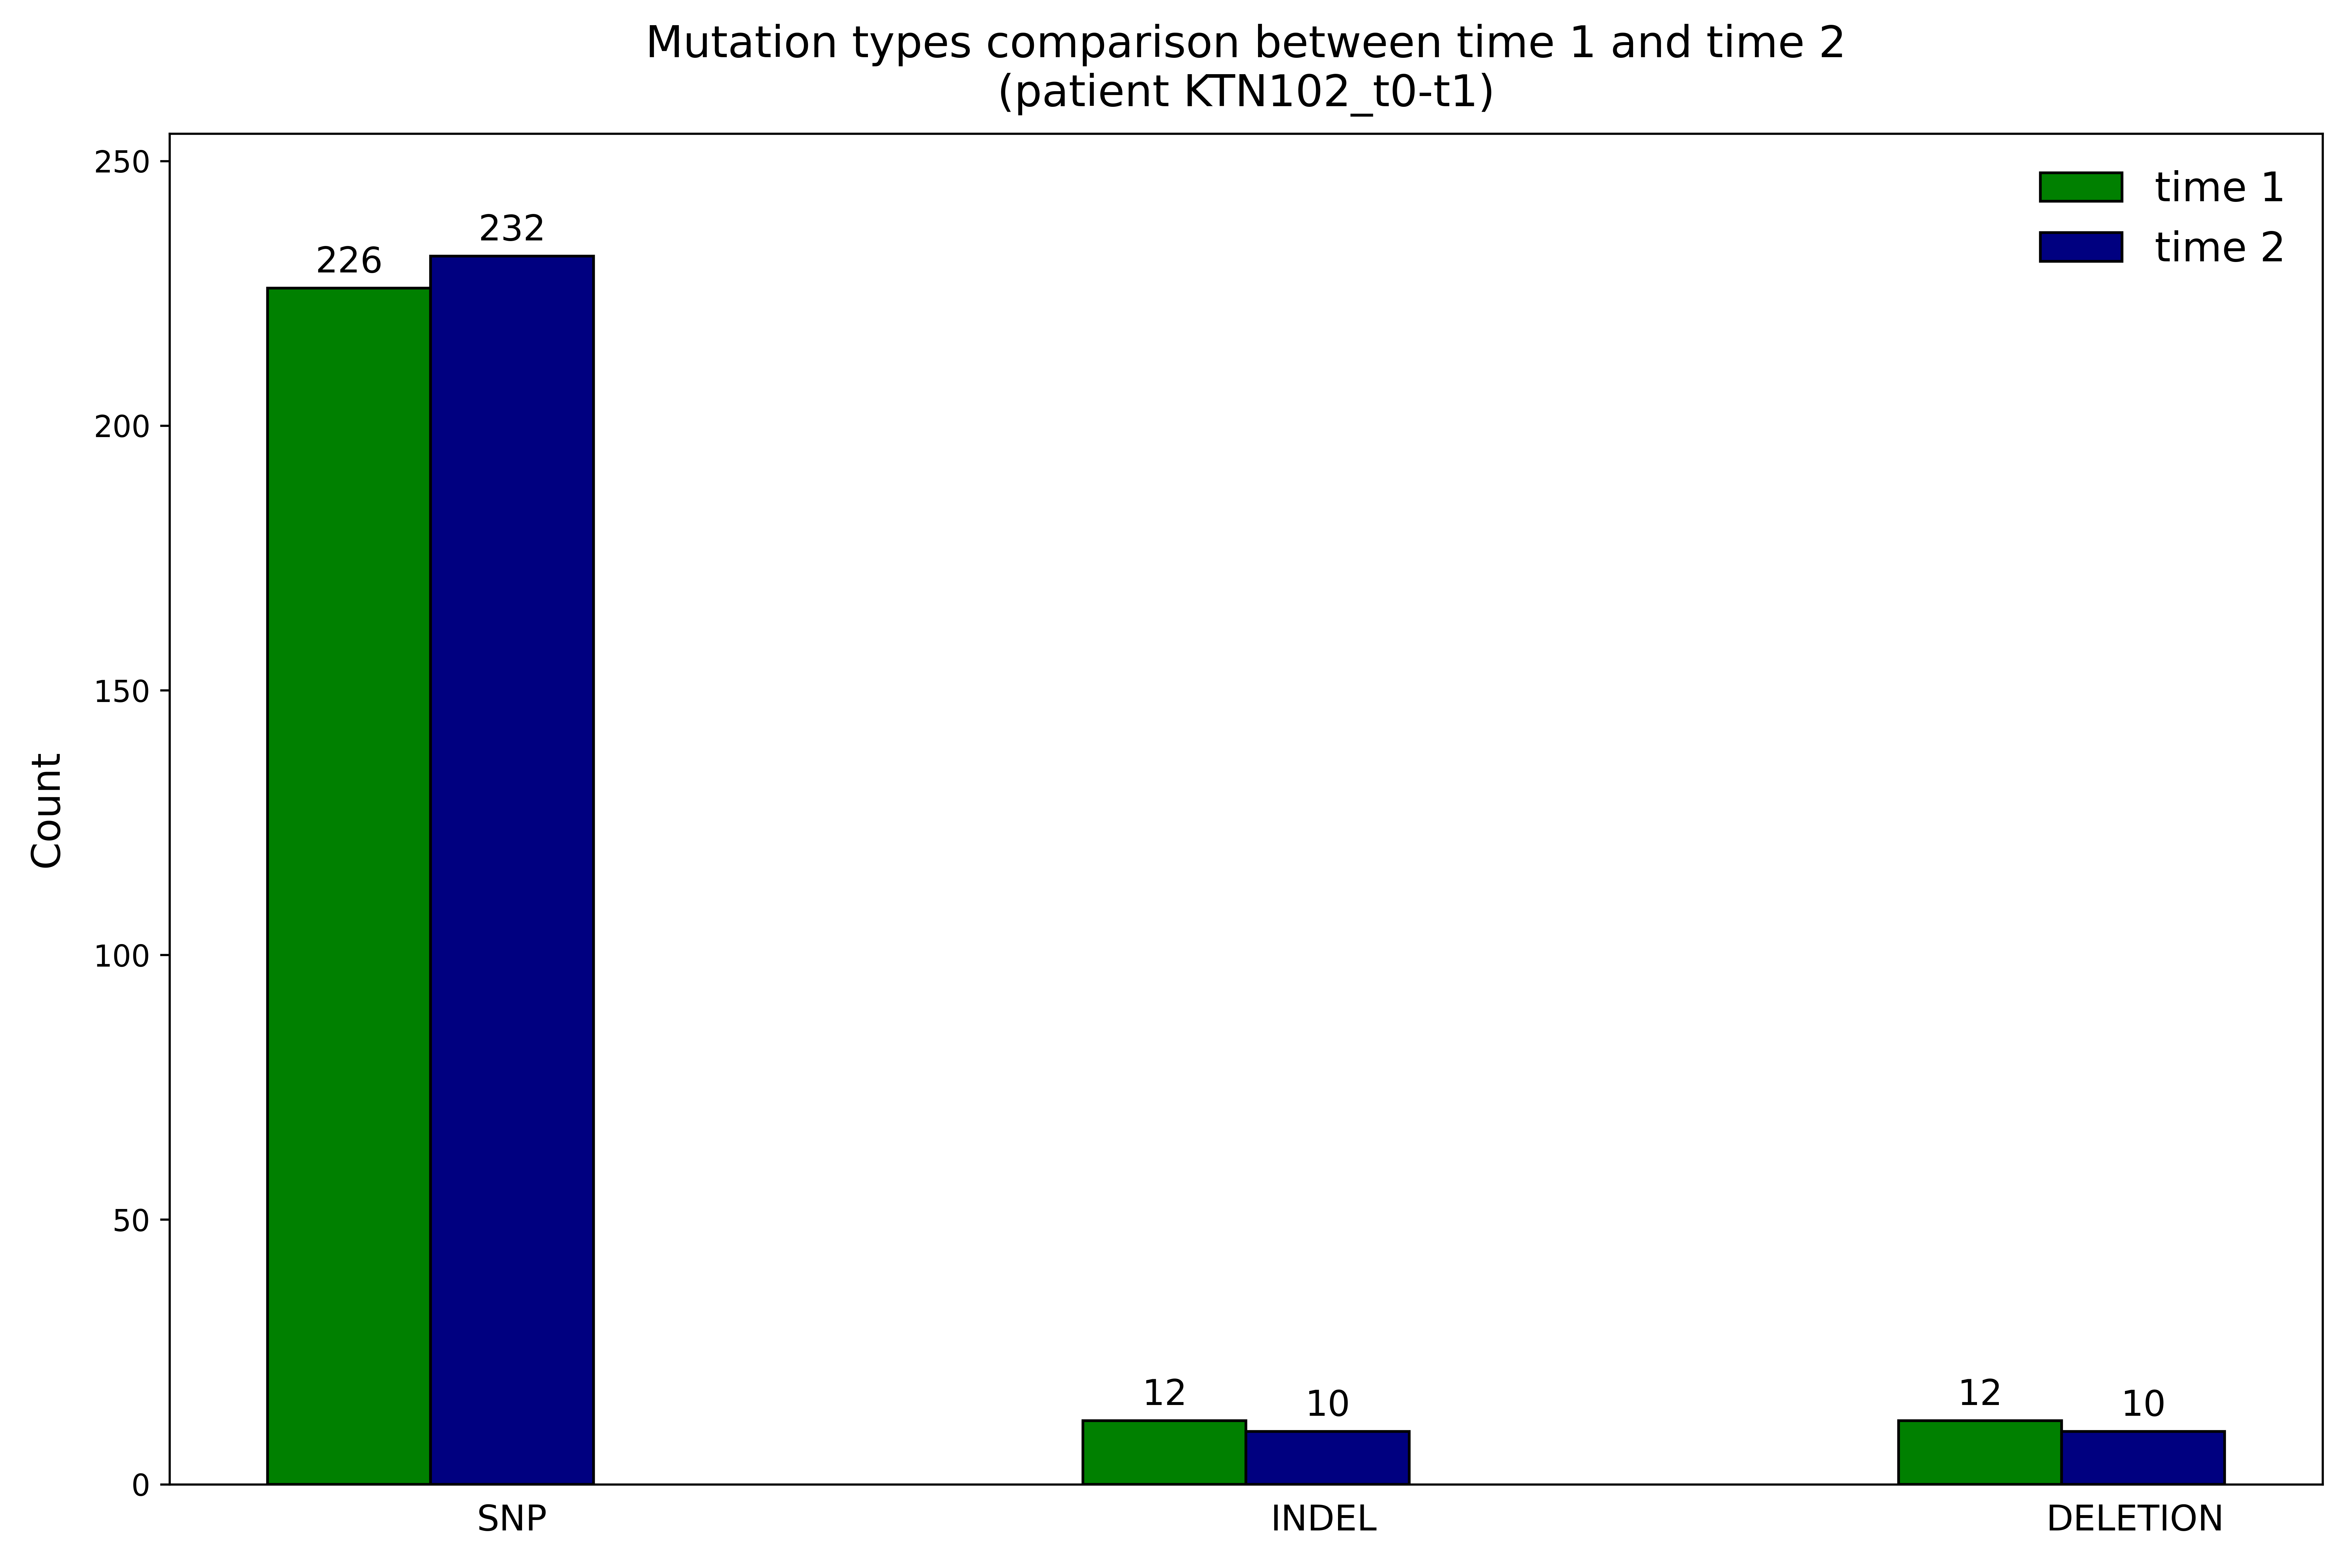 Mutation types comparison between time 1 and time 2
(patient KTN102_t0-t1)
250
200
150
100
50
0
Count
226
232
12
10
12
10
time 1
time 2
SNP
INDEL
DELETION